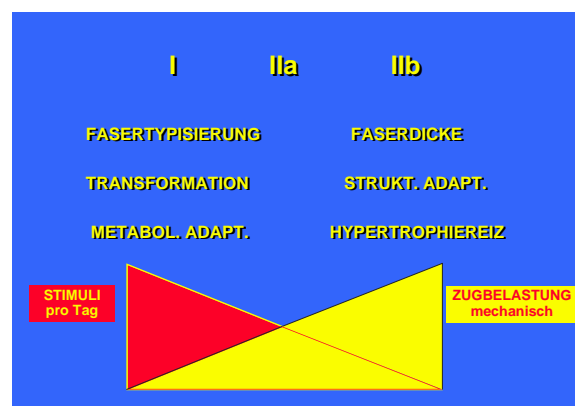 I IIa IIb
FASERTYPISIERUNG FASERDICKE
TRANSFORMATION STRUKT. ADAPT.
METABOL. ADAPT. HYPERTROPHIEREIZ
STIMULI
pro Tag
ZUGBELASTUNG
mechanisch